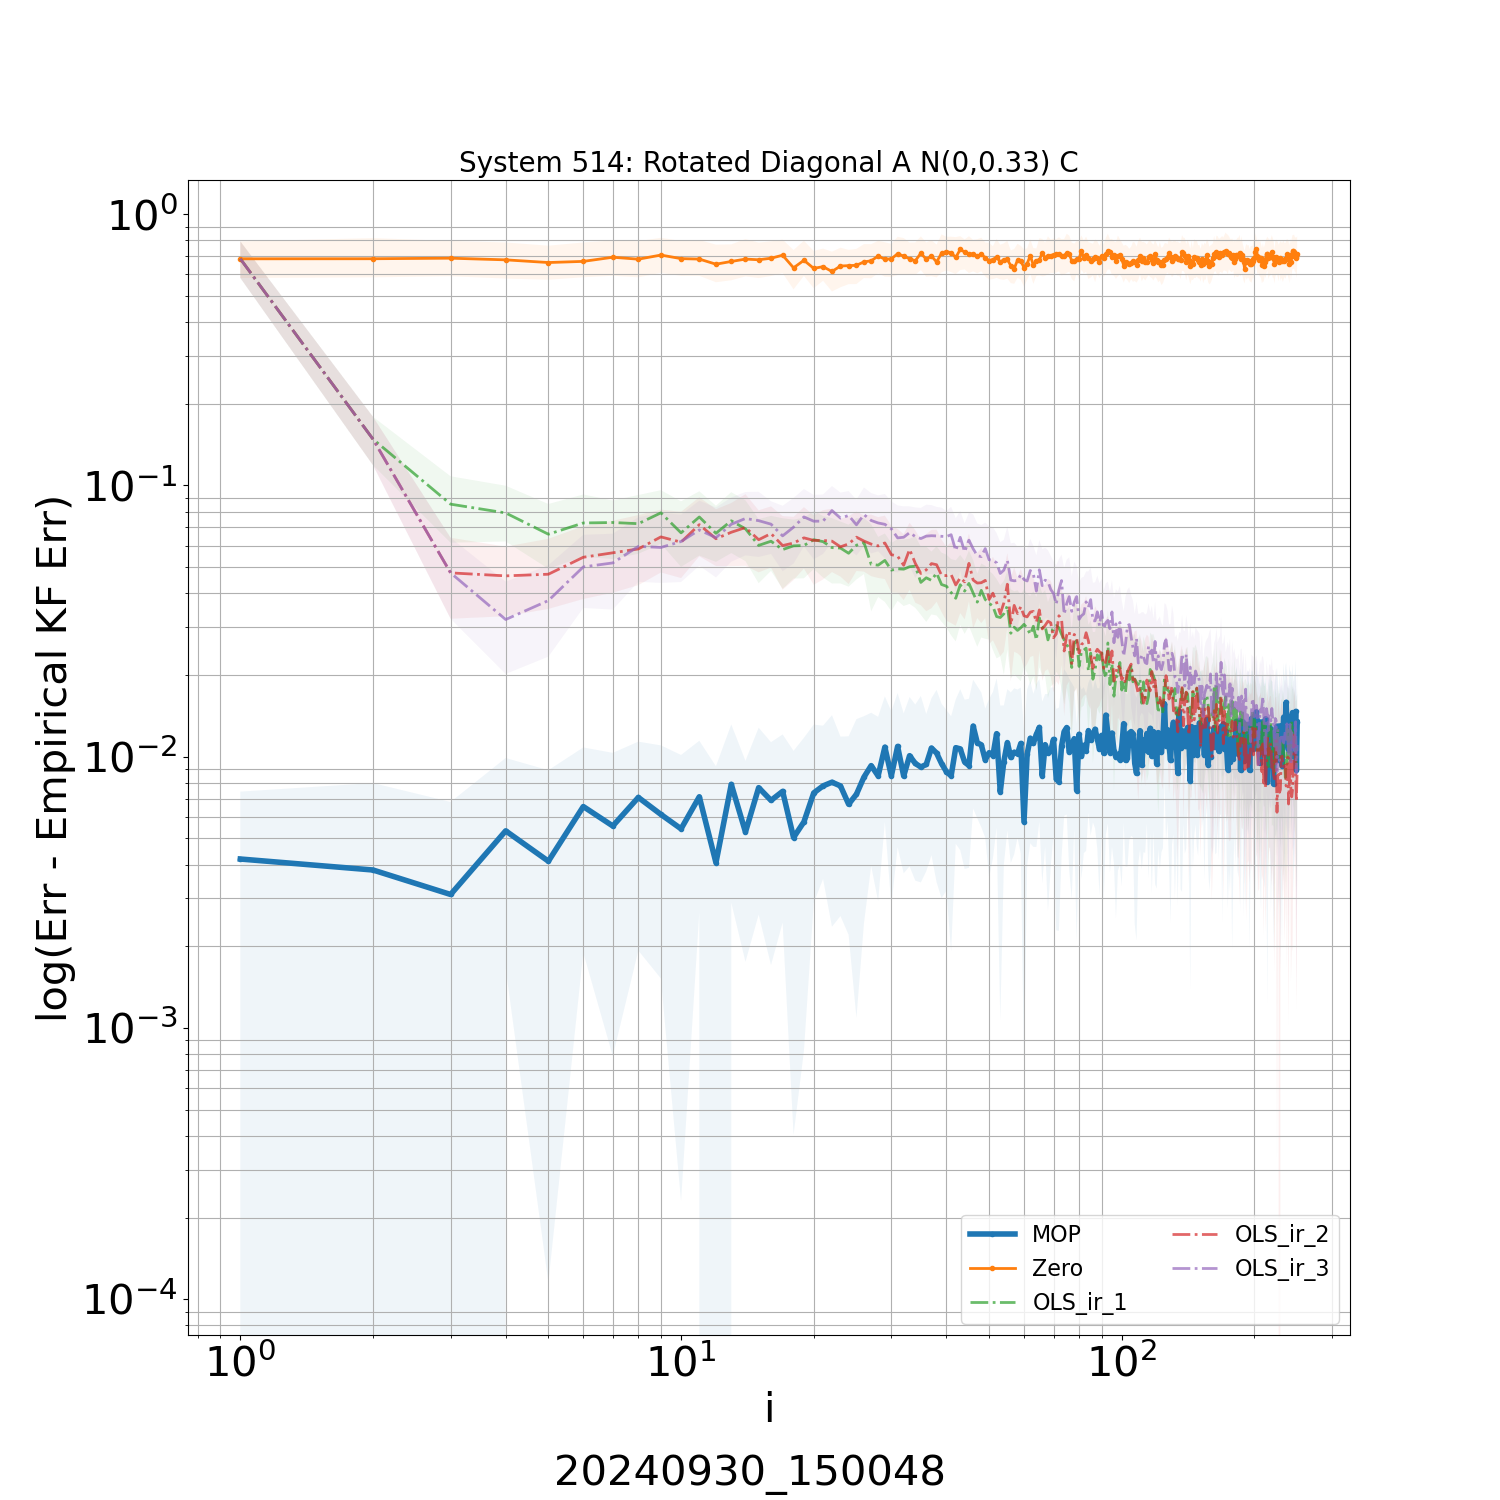 System 514: Rotated Diagonal A N(0,0.33) C
log(Err - Empirical KF Err)
10⁰
10⁻¹
10⁻²
10⁻³
10⁻⁴
MOP
Zero
OLS_ir_1
OLS_ir_2
OLS_ir_3
10⁰
10¹
10²
i
20240930_150048